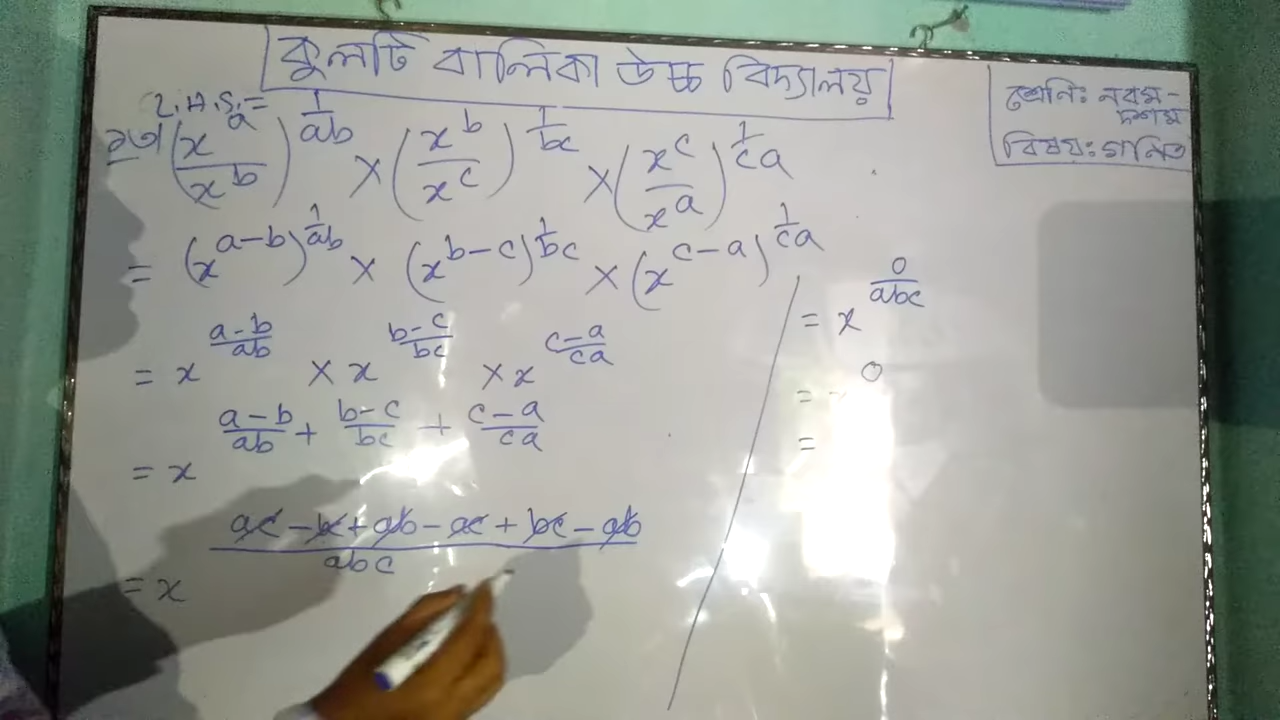 কুলটি বালিকা উচ্চ বিদ্যালয়
শ্রেণি: নবম-
দশম
বিষয়: গনিত
L.H.S. =
(x^a/x^b)^(1/ab) × (x^b/x^c)^(1/bc) × (x^c/x^a)^(1/ca)
= (x^(a-b))^(1/ab) × (x^(b-c))^(1/bc) × (x^(c-a))^(1/ca)
= x^((a-b)/ab) × x^((b-c)/bc) × x^((c-a)/ca)
= x^((a-b)/ab + (b-c)/bc + (c-a)/ca)
= x^((ac-bc+ab-ac+bc-ab)/abc)
= x^(0/abc)
= 0
=